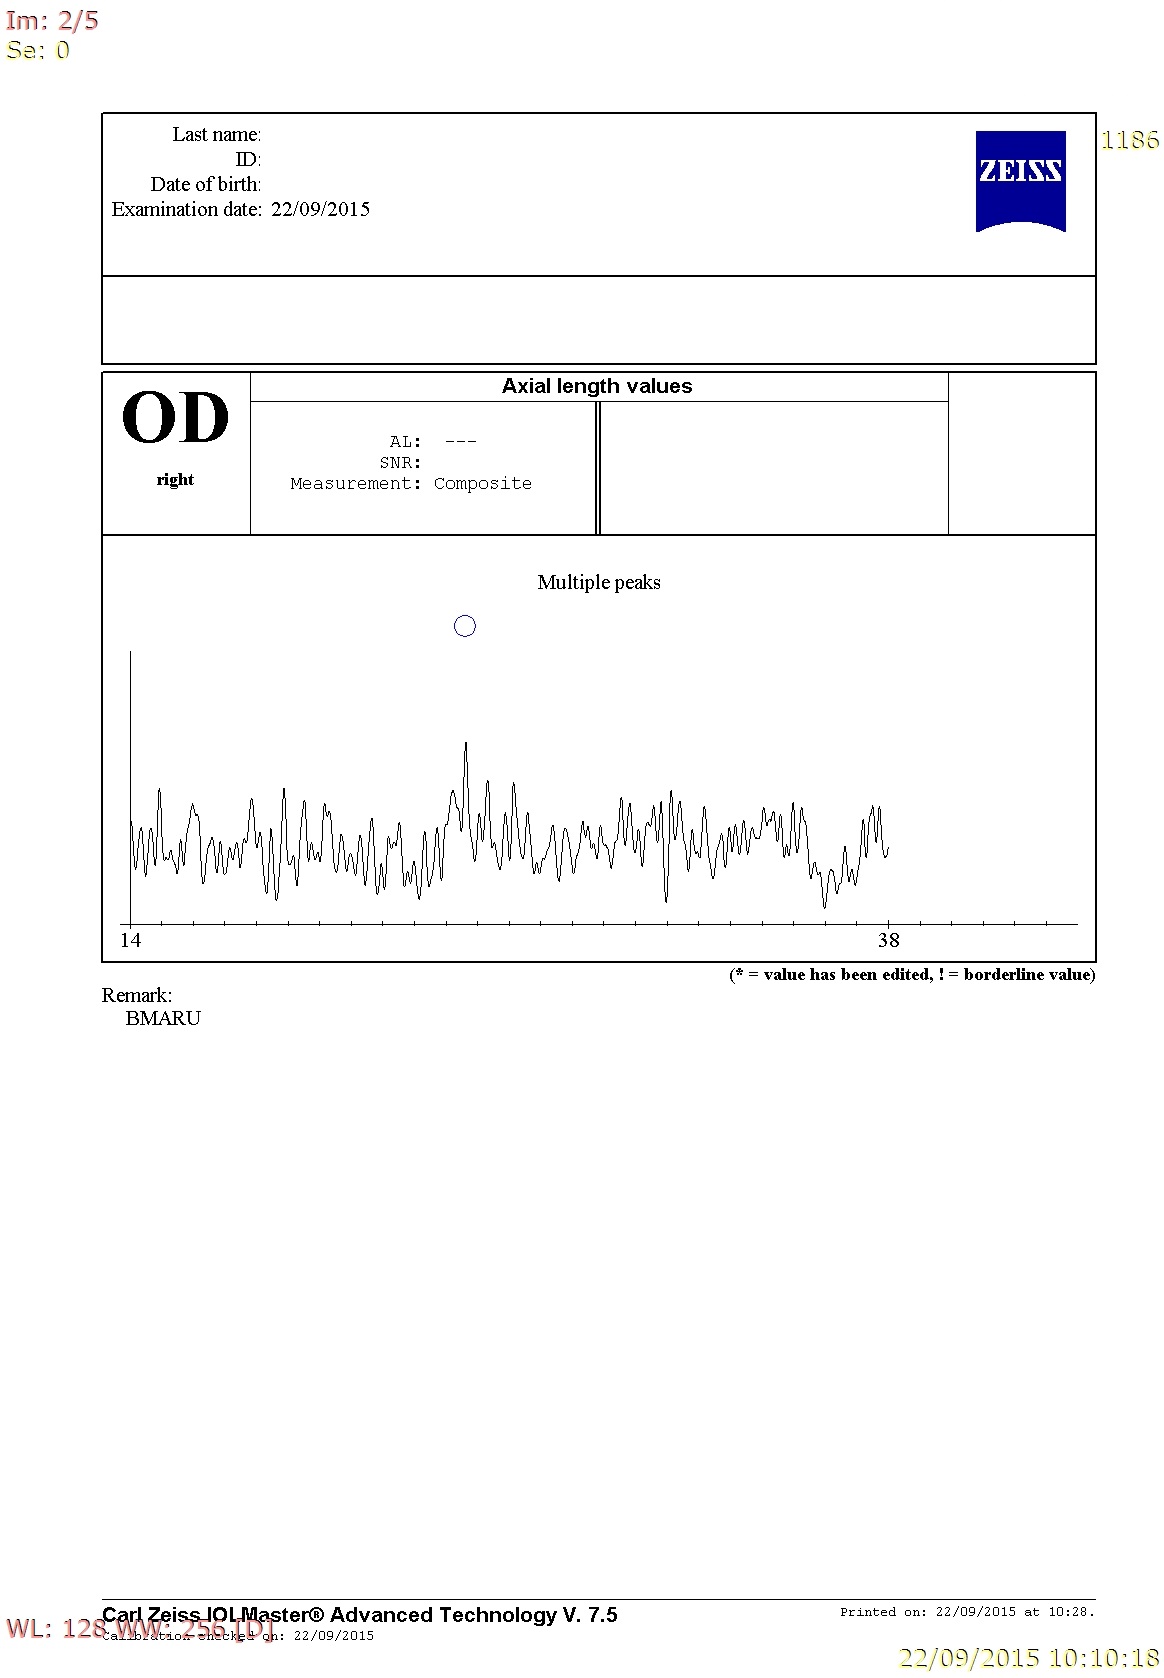 Im: 2/5
Se: 0
Last name:
ID:
Date of birth:
Examination date: 22/09/2015
ZEISS
1186
OD
right
Axial length values
AL: ---
SNR:
Measurement: Composite
Multiple peaks
14
38
(* = value has been edited, ! = borderline value)
Remark:
BMARU
Carl Zeiss IOLMaster® Advanced Technology V. 7.5
Printed on: 22/09/2015 at 10:28.
WL: 128 WW: 256 [D]
Calibration checked on: 22/09/2015
22/09/2015 10:10:18